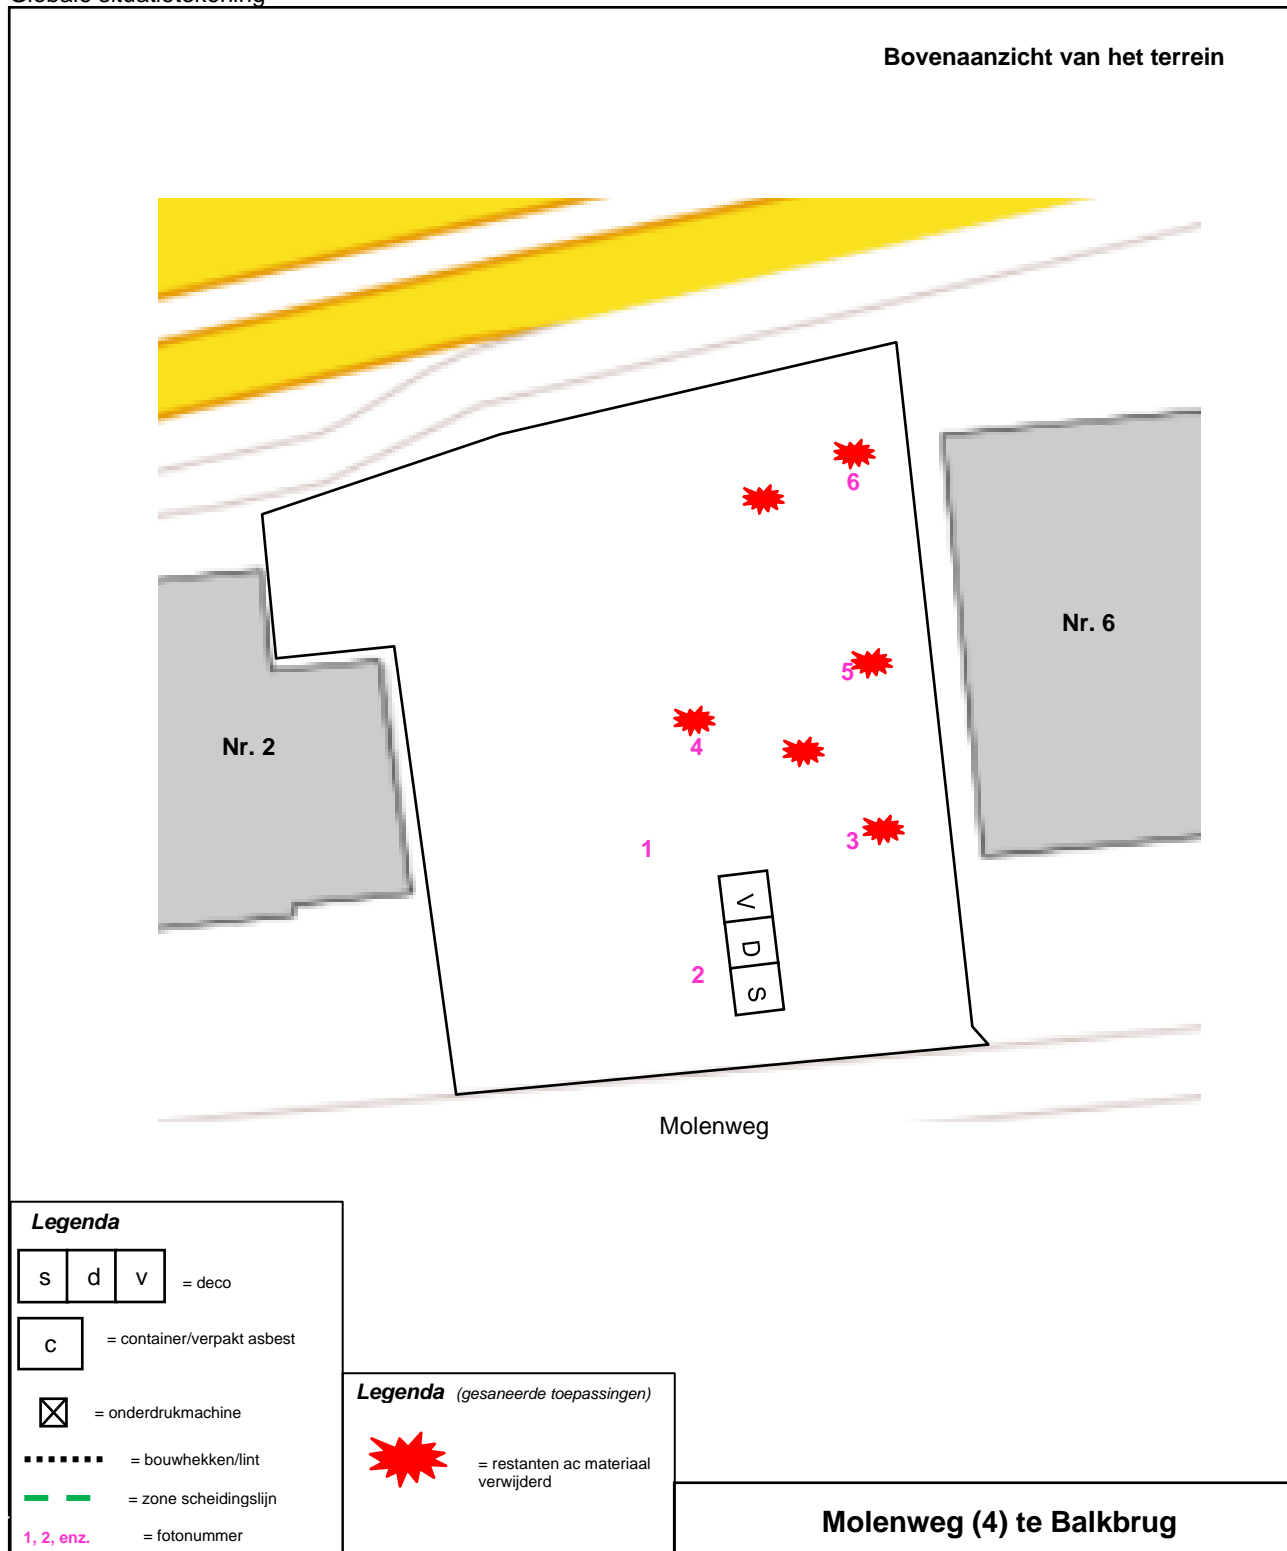 Globale situatietekening
Bovenaanzicht van het terrein
6
Nr. 6
5
Nr. 2
4
3
1
V
D
2
S
Molenweg
Legenda
s d v = deco
c = container/verpakt asbest
= onderdrukmachine
= bouwhekken/lint
= zone scheidingslijn
1, 2, enz. = fotonummer
Legenda (gesaneerde toepassingen)
= restanten ac materiaal
verwijderd
Molenweg (4) te Balkbrug